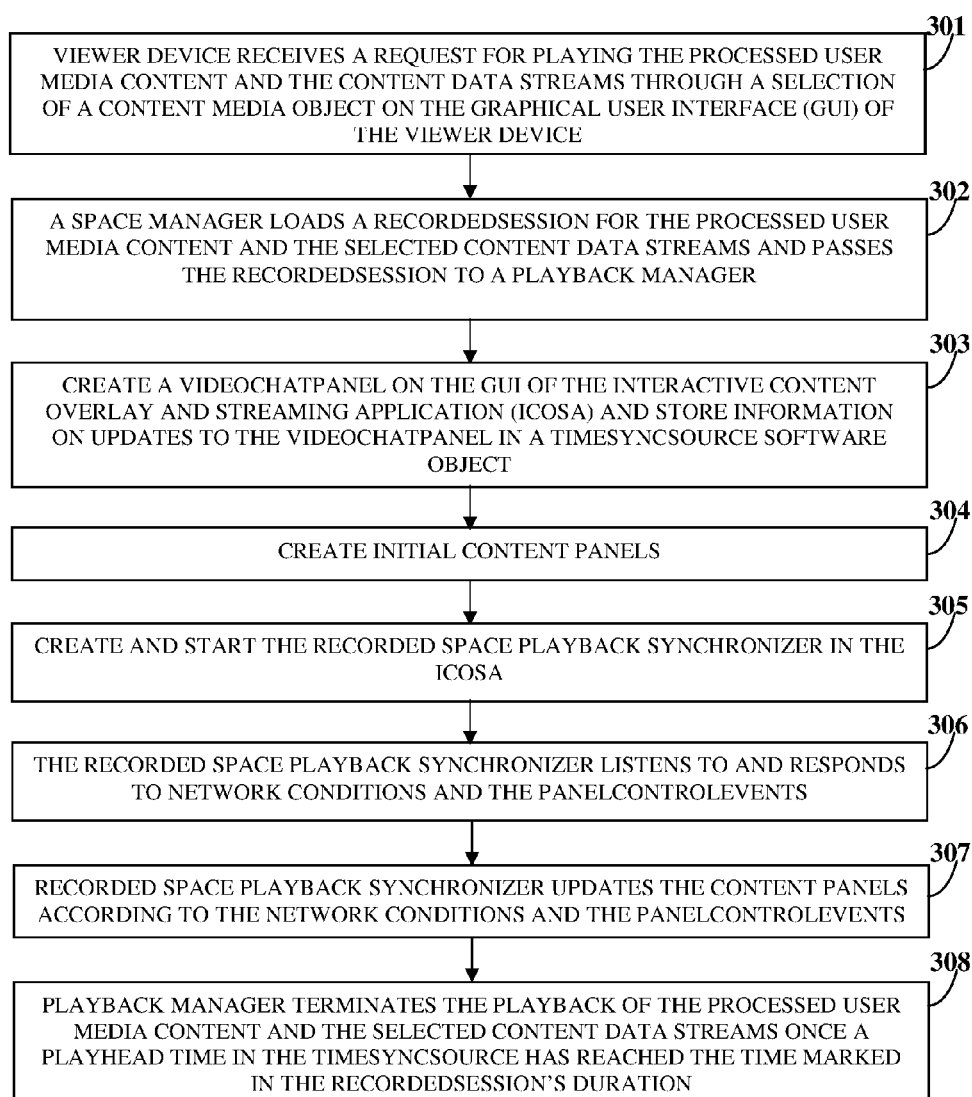 301
VIEWER DEVICE RECEIVES A REQUEST FOR PLAYING THE PROCESSED USER
MEDIA CONTENT AND THE CONTENT DATA STREAMS THROUGH A SELECTION
OF A CONTENT MEDIA OBJECT ON THE GRAPHICAL USER INTERFACE (GUI) OF
THE VIEWER DEVICE
302
A SPACE MANAGER LOADS A RECORDEDSESSION FOR THE PROCESSED USER
MEDIA CONTENT AND THE SELECTED CONTENT DATA STREAMS AND PASSES
THE RECORDEDSESSION TO A PLAYBACK MANAGER
303
CREATE A VIDEOCHATPANEL ON THE GUI OF THE INTERACTIVE CONTENT
OVERLAY AND STREAMING APPLICATION (ICOSA) AND STORE INFORMATION
ON UPDATES TO THE VIDEOCHATPANEL IN A TIMESYNCSOURCE SOFTWARE
OBJECT
304
CREATE INITIAL CONTENT PANELS
305
CREATE AND START THE RECORDED SPACE PLAYBACK SYNCHRONIZER IN THE
ICOSA
306
THE RECORDED SPACE PLAYBACK SYNCHRONIZER LISTENS TO AND RESPONDS
TO NETWORK CONDITIONS AND THE PANELCONTROLEVENTS
307
RECORDED SPACE PLAYBACK SYNCHRONIZER UPDATES THE CONTENT PANELS
ACCORDING TO THE NETWORK CONDITIONS AND THE PANELCONTROLEVENTS
308
PLAYBACK MANAGER TERMINATES THE PLAYBACK OF THE PROCESSED USER
MEDIA CONTENT AND THE SELECTED CONTENT DATA STREAMS ONCE A
PLAYHEAD TIME IN THE TIMESYNCSOURCE HAS REACHED THE TIME MARKED
IN THE RECORDEDSESSION'S DURATION